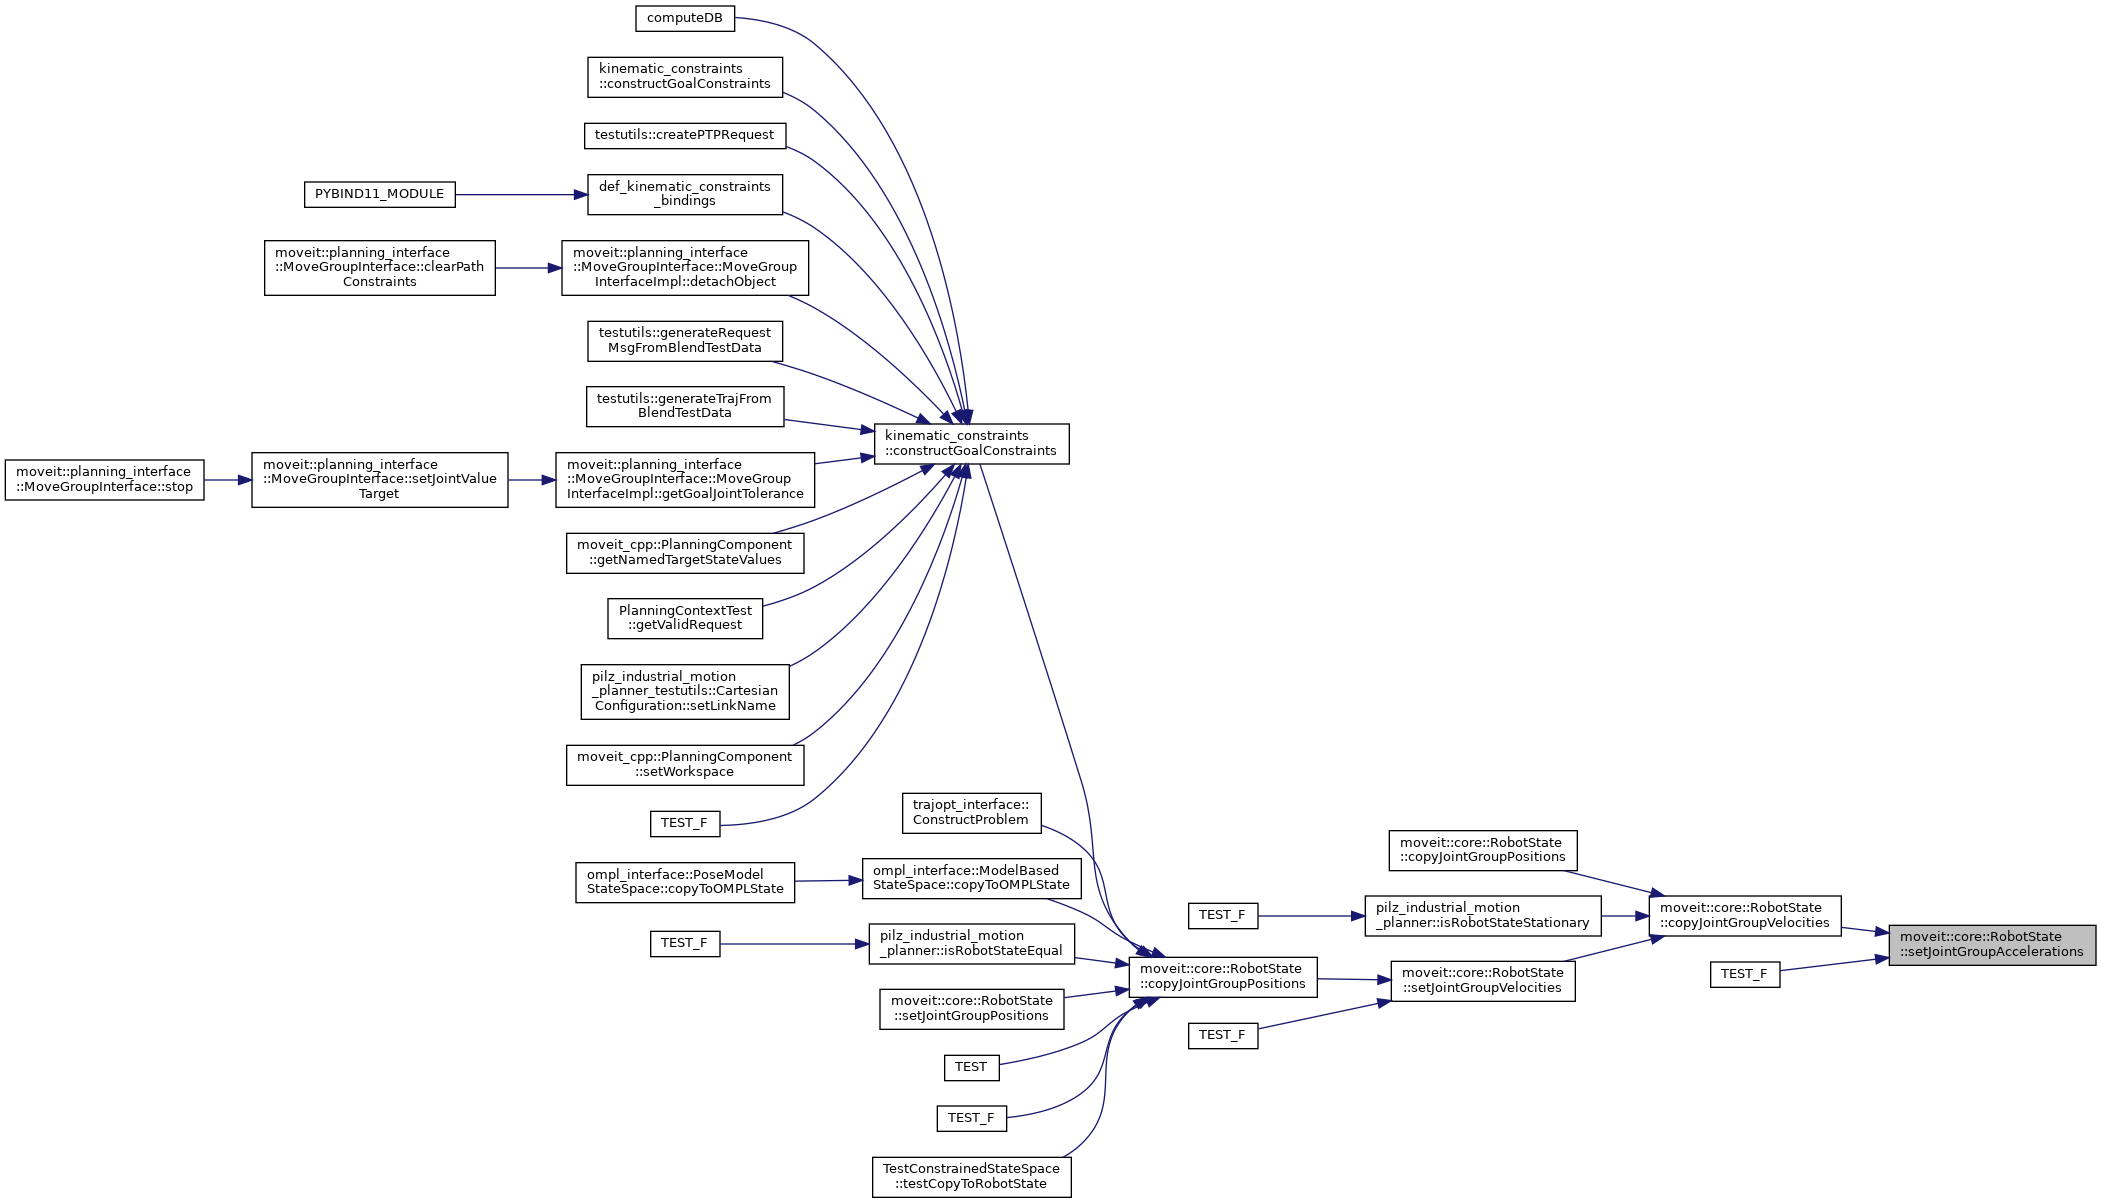 computeDB
kinematic_constraints
::constructGoalConstraints
testutils::createPTPRequest
PYBIND11_MODULE
def_kinematic_constraints
_bindings
moveit::planning_interface
::MoveGroupInterface::clearPath
Constraints
moveit::planning_interface
::MoveGroupInterface::MoveGroup
InterfaceImpl::detachObject
testutils::generateRequest
MsgFromBlendTestData
testutils::generateTrajFrom
BlendTestData
kinematic_constraints
::constructGoalConstraints
moveit::planning_interface
::MoveGroupInterface::stop
moveit::planning_interface
::MoveGroupInterface::setJointValue
Target
moveit::planning_interface
::MoveGroupInterface::MoveGroup
InterfaceImpl::getGoalJointTolerance
moveit_cpp::PlanningComponent
::getNamedTargetStateValues
PlanningContextTest
::getValidRequest
pilz_industrial_motion
_planner_testutils::Cartesian
Configuration::setLinkName
moveit_cpp::PlanningComponent
::setWorkspace
TEST_F
trajopt_interface::
ConstructProblem
ompl_interface::PoseModel
StateSpace::copyToOMPLState
ompl_interface::ModelBased
StateSpace::copyToOMPLState
TEST_F
pilz_industrial_motion
_planner::isRobotStateEqual
moveit::core::RobotState
::setJointGroupPositions
TEST
TEST_F
TestConstrainedStateSpace
::testCopyToRobotState
moveit::core::RobotState
::copyJointGroupPositions
moveit::core::RobotState
::copyJointGroupPositions
TEST_F
pilz_industrial_motion
_planner::isRobotStateStationary
moveit::core::RobotState
::setJointGroupVelocities
TEST_F
moveit::core::RobotState
::copyJointGroupVelocities
TEST_F
moveit::core::RobotState
::setJointGroupAccelerations